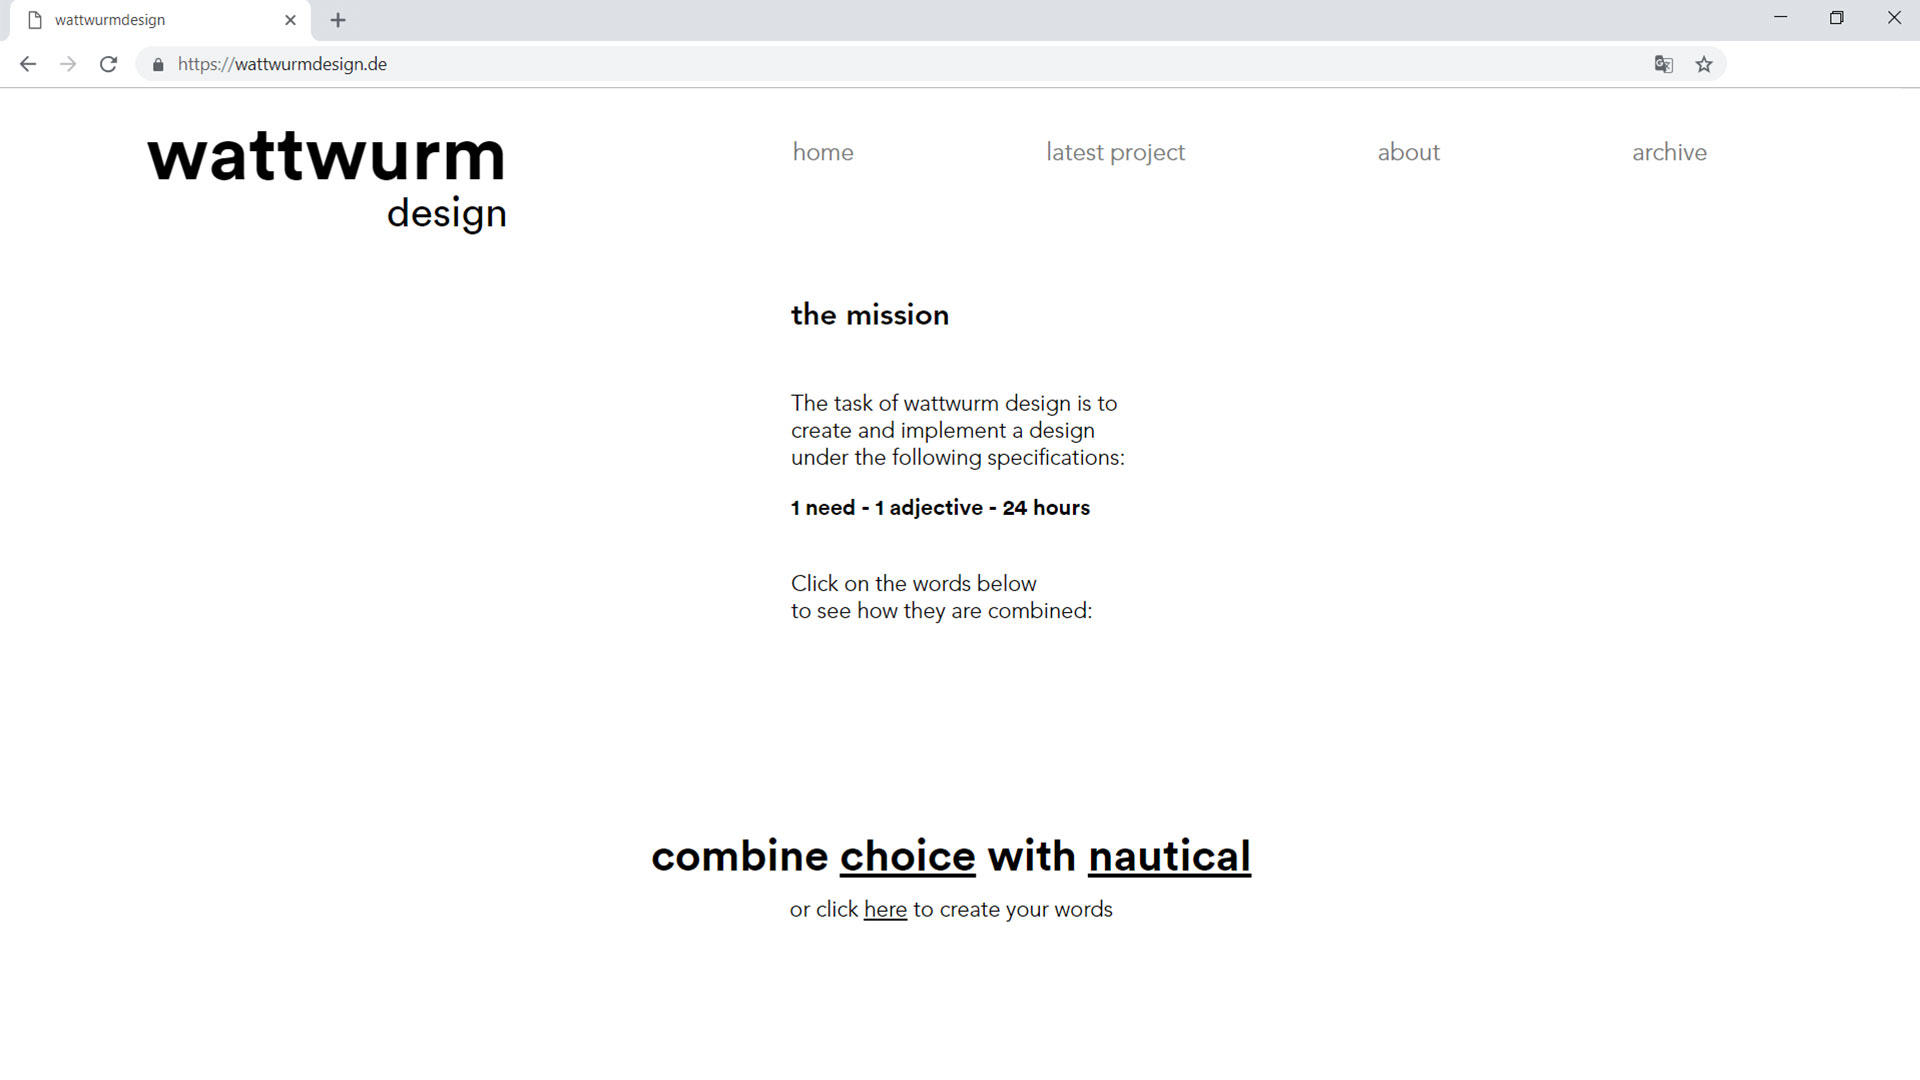 wattwurmdesign
https://wattwurmdesign.de
wattwurm
design
home
latest project
about
archive
the mission
The task of wattwurm design is to
create and implement a design
under the following specifications:
1 need - 1 adjective - 24 hours
Click on the words below
to see how they are combined:
combine choice with nautical
or click here to create your words